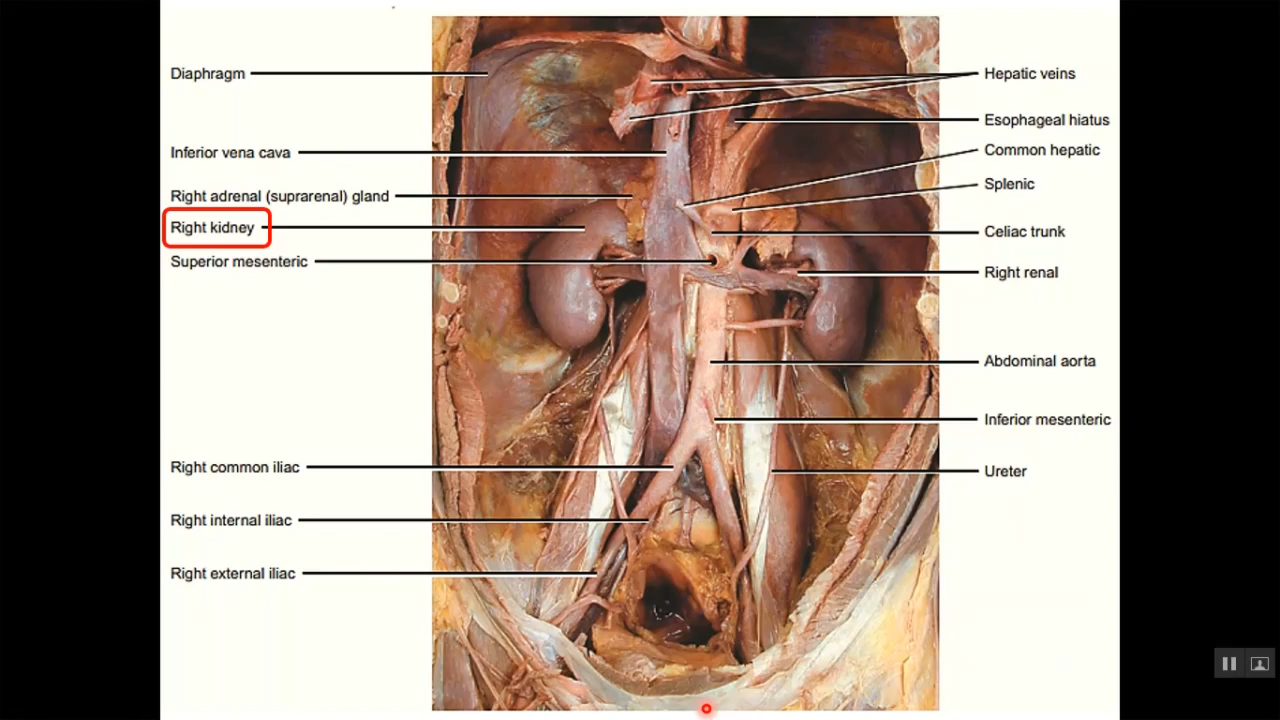 Diaphragm
Inferior vena cava
Right adrenal (suprarenal) gland
Right kidney
Superior mesenteric
Right common iliac
Right internal iliac
Right external iliac
Hepatic veins
Esophageal hiatus
Common hepatic
Splenic
Celiac trunk
Right renal
Abdominal aorta
Inferior mesenteric
Ureter